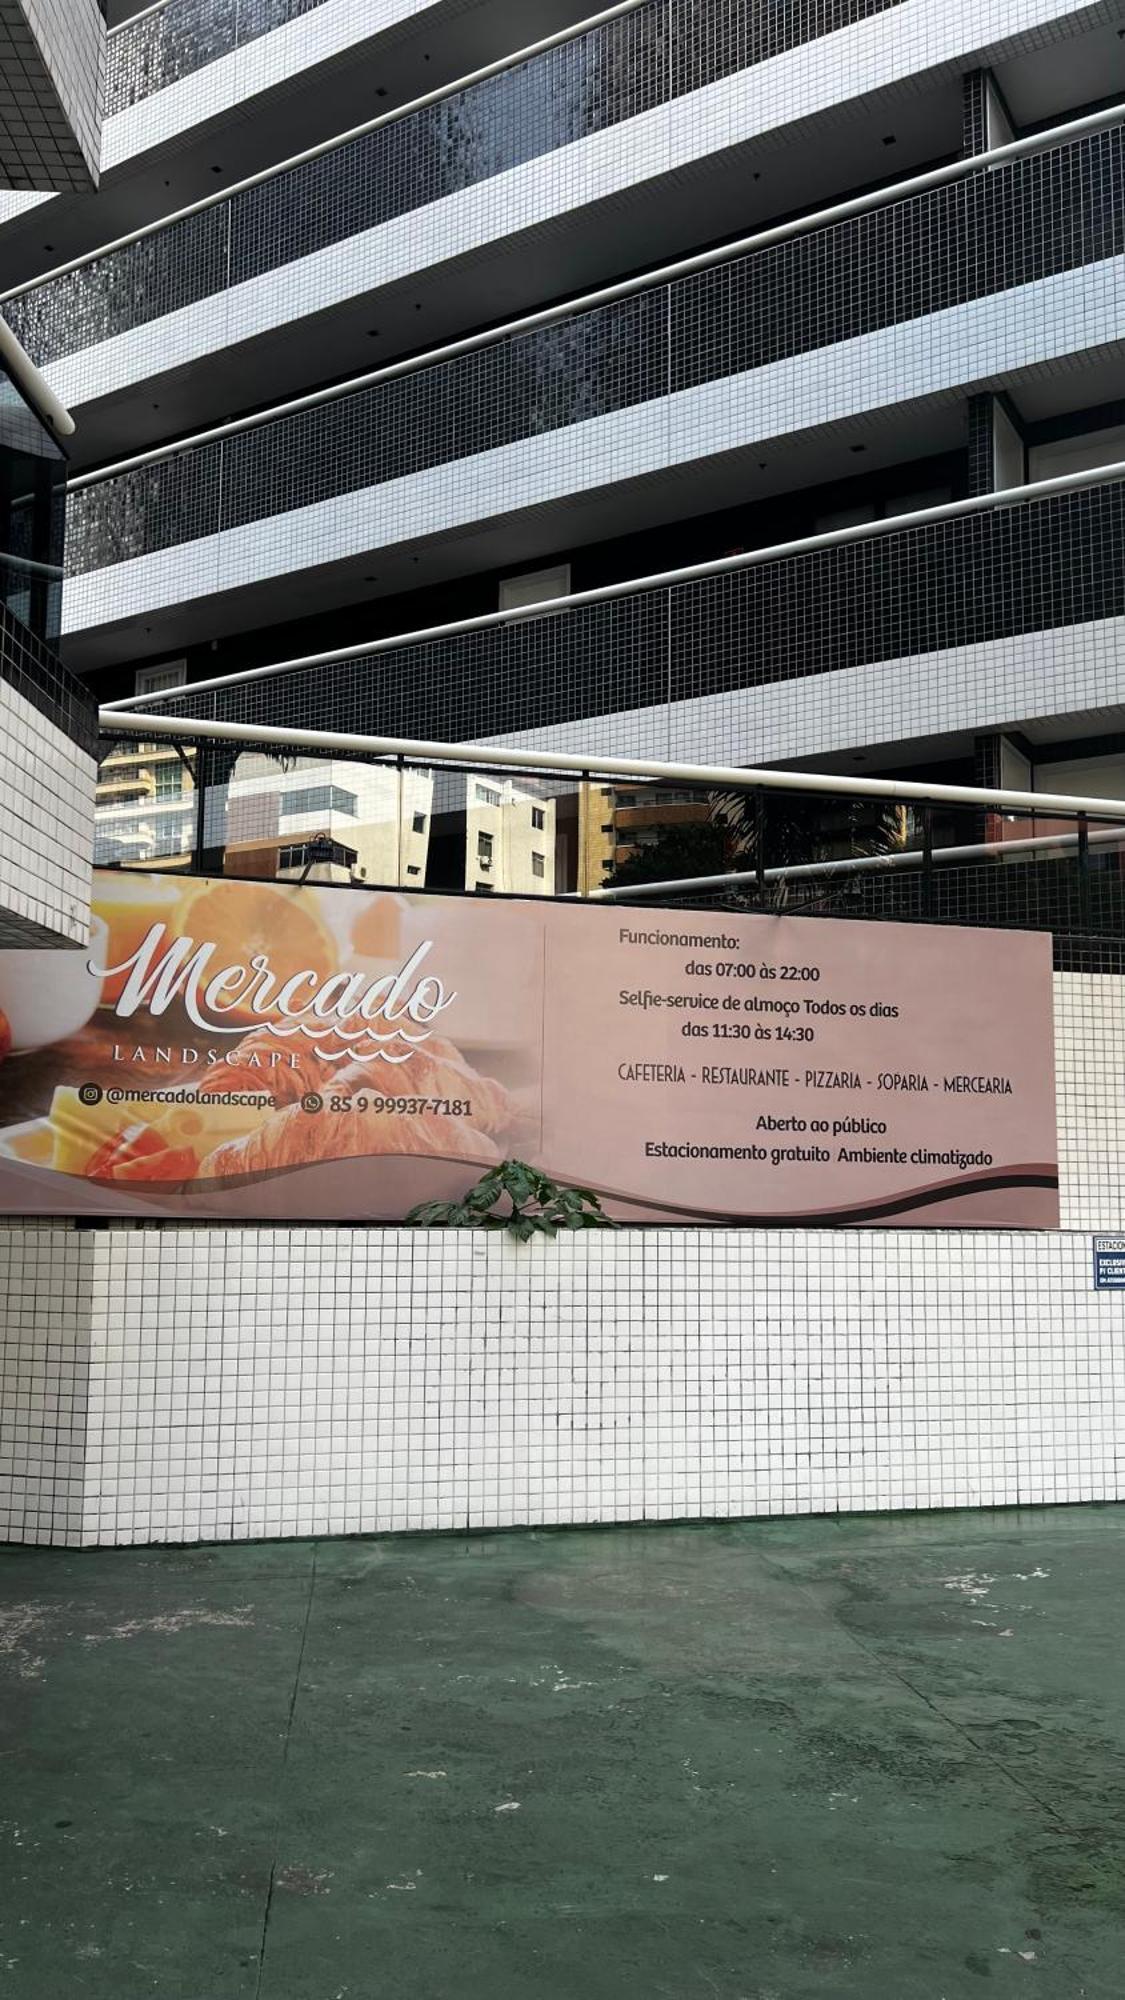 Mercado
LANDSCAPE
@mercadolandscape 85 9 99937-7181
Funcionamento:
das 07:00 às 22:00
Selfie-service de almoço Todos os dias
das 11:30 às 14:30
CAFETERIA - RESTAURANTE - PIZZARIA - SOPARIA - MERCEARIA
Aberto ao público
Estacionamento gratuito Ambiente climatizado